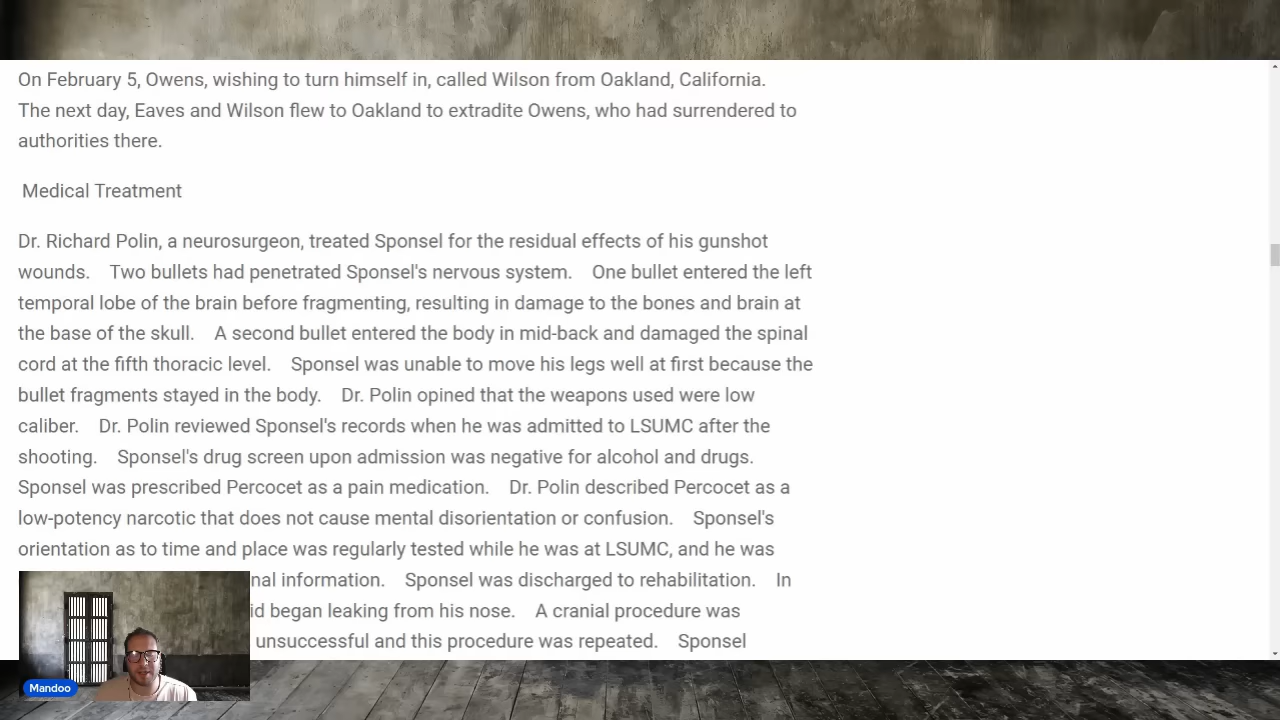 On February 5, Owens, wishing to turn himself in, called Wilson from Oakland, California.
The next day, Eaves and Wilson flew to Oakland to extradite Owens, who had surrendered to
authorities there.
Medical Treatment
Dr. Richard Polin, a neurosurgeon, treated Sponsel for the residual effects of his gunshot
wounds. Two bullets had penetrated Sponsel's nervous system. One bullet entered the left
temporal lobe of the brain before fragmenting, resulting in damage to the bones and brain at
the base of the skull. A second bullet entered the body in mid-back and damaged the spinal
cord at the fifth thoracic level. Sponsel was unable to move his legs well at first because the
bullet fragments stayed in the body. Dr. Polin opined that the weapons used were low
caliber. Dr. Polin reviewed Sponsel's records when he was admitted to LSUMC after the
shooting. Sponsel's drug screen upon admission was negative for alcohol and drugs.
Sponsel was prescribed Percocet as a pain medication. Dr. Polin described Percocet as a
low-potency narcotic that does not cause mental disorientation or confusion. Sponsel's
orientation as to time and place was regularly tested while he was at LSUMC, and he was
nal information. Sponsel was discharged to rehabilitation. In
id began leaking from his nose. A cranial procedure was
unsuccessful and this procedure was repeated. Sponsel
Mandoo